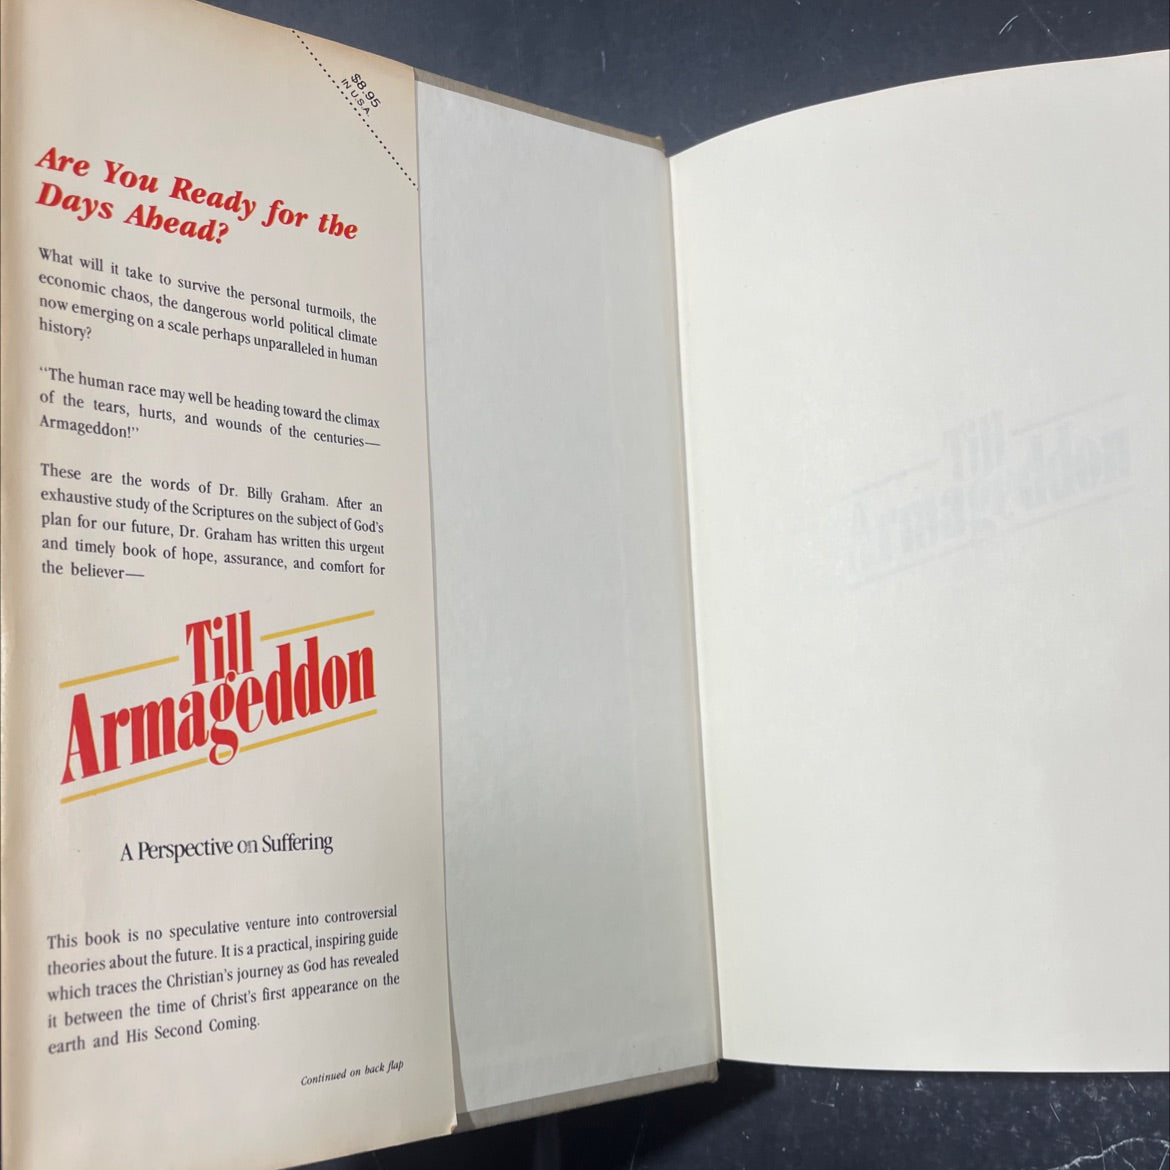 $8.95
IN U.S.A.
Are You Ready for the
Days Ahead?
What will it take to survive the personal turmoils, the
economic chaos, the dangerous world political climate
now emerging on a scale perhaps unparalleled in human
history?
“The human race may well be heading toward the climax
of the tears, hurts, and wounds of the centuries—
Armageddon!”
These are the words of Dr. Billy Graham. After an
exhaustive study of the Scriptures on the subject of God's
plan for our future, Dr. Graham has written this urgent
and timely book of hope, assurance, and comfort for
the believer—
Till
Armageddon
A Perspective on Suffering
This book is no speculative venture into controversial
theories about the future. It is a practical, inspiring guide
which traces the Christian's journey as God has revealed
it between the time of Christ's first appearance on the
earth and His Second Coming.
Continued on back flap
Till
Armageddon